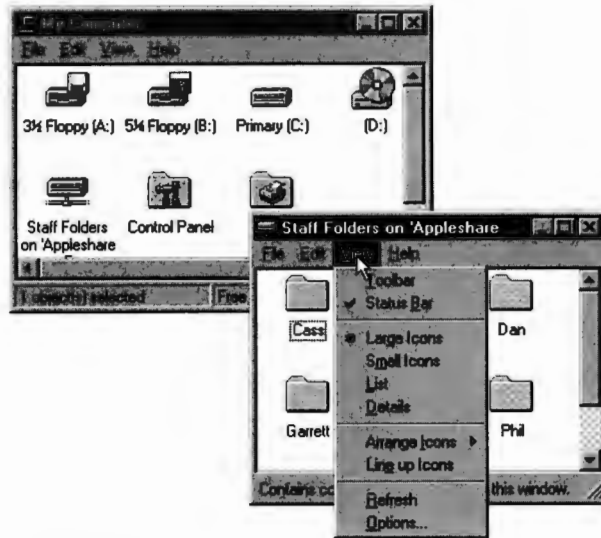 My Computer
File Edit View Help
3½ Floppy (A:) 5¼ Floppy (B:) Primary (C:) (D:)
Staff Folders on 'Appleshare
Control Panel
1 object(s) selected Free
Staff Folders on 'Appleshare
File Edit View Help
Toolbar
Status Bar
Large Icons
Small Icons
List
Details
Arrange Icons
Line up Icons
Refresh
Options...
Cass
Dan
Garrett
Phil
Contains co
this window.